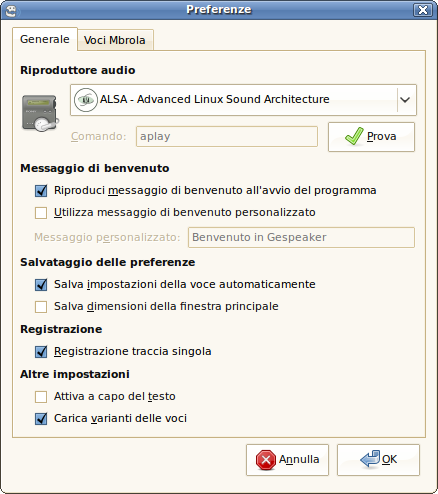 Preferenze
Generale
Voci Mbrola
Riproduttore audio
ALSA - Advanced Linux Sound Architecture
Comando:
aplay
Prova
Messaggio di benvenuto
Riproduci messaggio di benvenuto all'avvio del programma
Utilizza messaggio di benvenuto personalizzato
Messaggio personalizzato:
Benvenuto in Gespeaker
Salvataggio delle preferenze
Salva impostazioni della voce automaticamente
Salva dimensioni della finestra principale
Registrazione
Registrazione traccia singola
Altre impostazioni
Attiva a capo del testo
Carica varianti delle voci
Annulla
OK